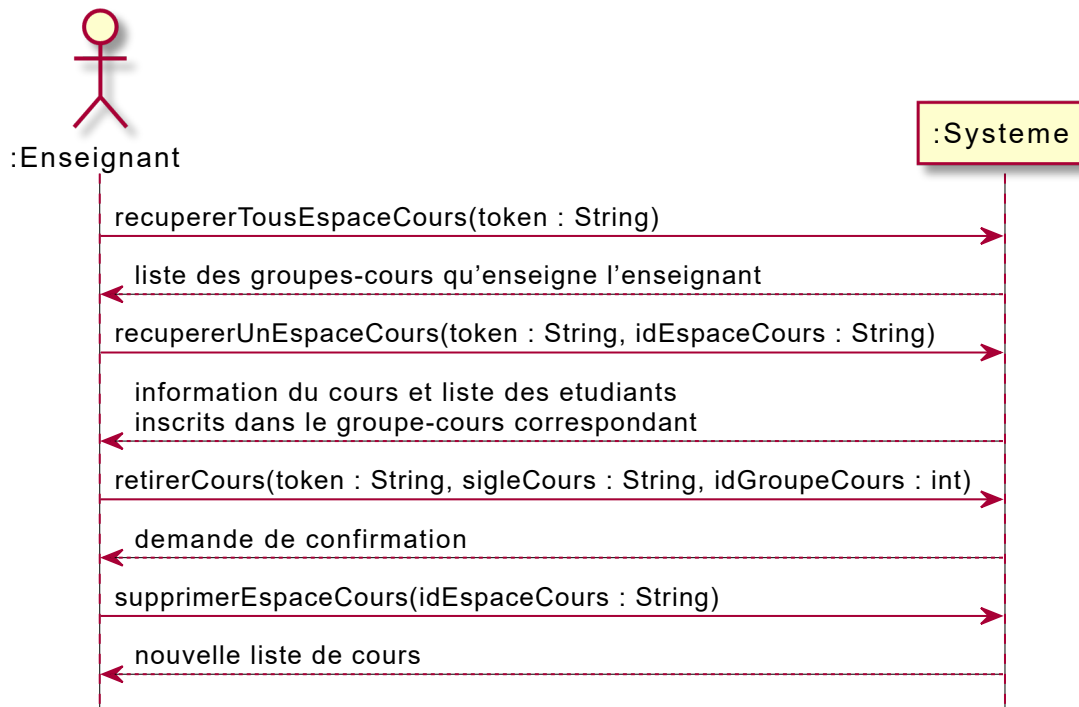 :Enseignant
:Systeme
recupererTousEspaceCours(token : String)
liste des groupes-cours qu’enseigne l’enseignant
recupererUnEspaceCours(token : String, idEspaceCours : String)
information du cours et liste des etudiants
inscrits dans le groupe-cours correspondant
retirerCours(token : String, sigleCours : String, idGroupeCours : int)
demande de confirmation
supprimerEspaceCours(idEspaceCours : String)
nouvelle liste de cours